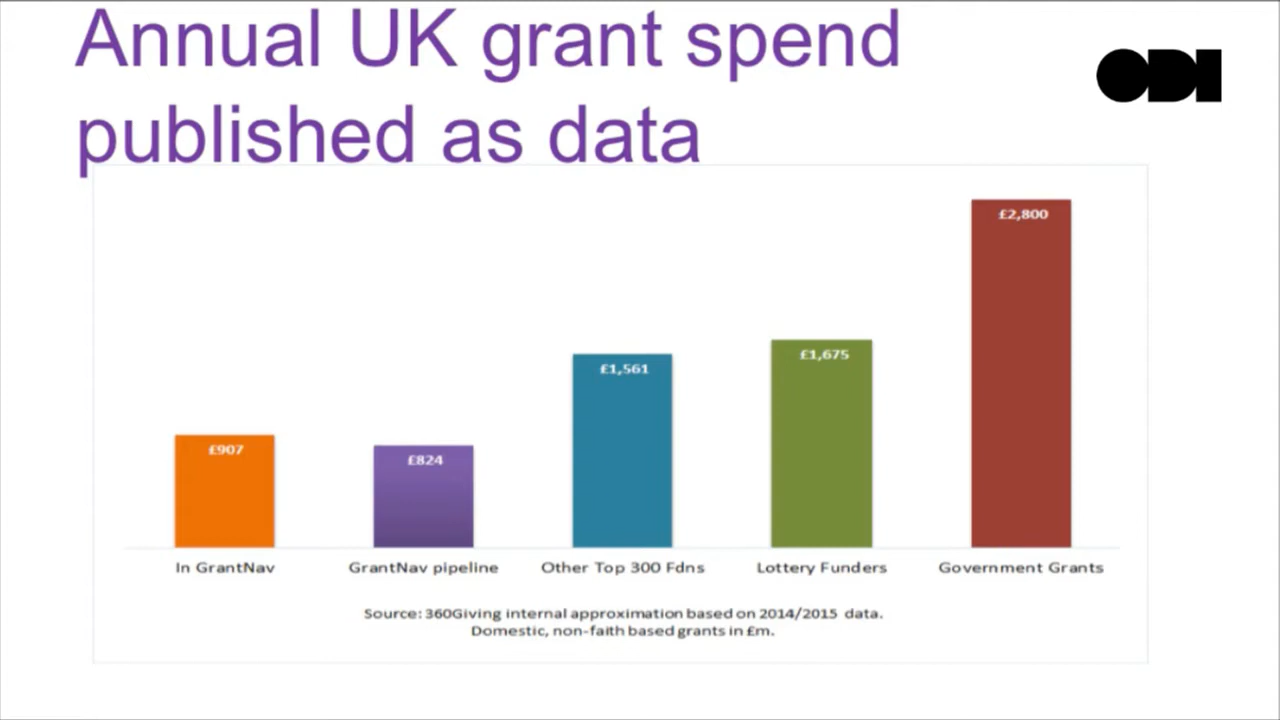 Annual UK grant spend
published as data
ODI
£2,800
£1,675
£1,561
£907
£824
In GrantNav
GrantNav pipeline
Other Top 300 Fdns
Lottery Funders
Government Grants
Source: 360Giving internal approximation based on 2014/2015 data.
Domestic, non-faith based grants in £m.